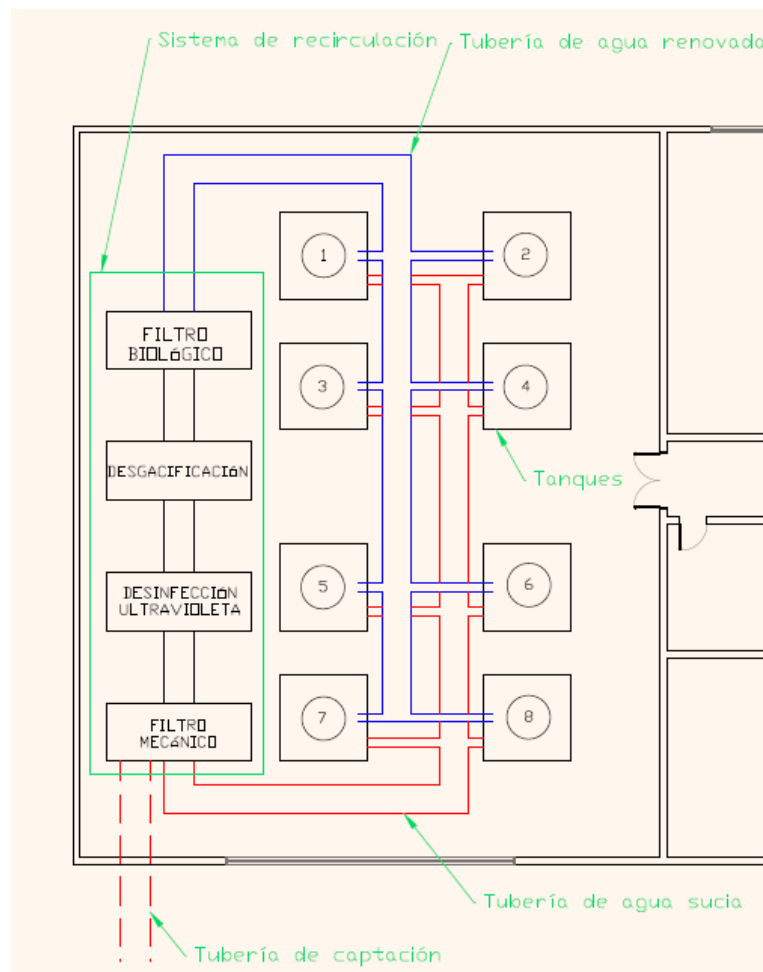 Sistema de recirculación
Tubería de agua renovada
1
2
FILTRO
BIOLóGICO
3
4
DESGACIFICACIóN
Tanques
DESINFECCIóN
ULTRAVIOLETA
5
6
FILTRO
MECáNICO
7
8
Tubería de agua sucia
Tubería de captación